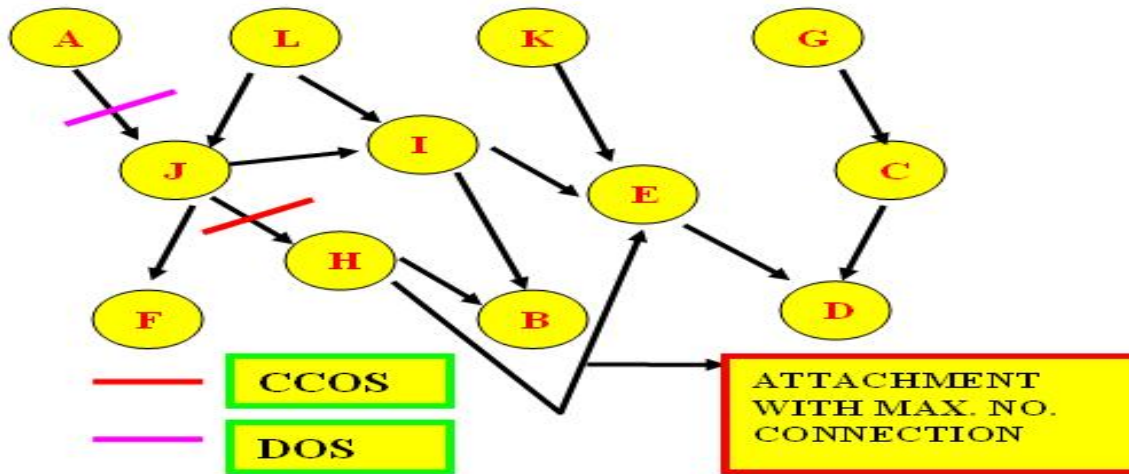 A L K G
J I E C
H
F B D
CCOS
DOS
ATTACHMENT
WITH MAX. NO.
CONNECTION